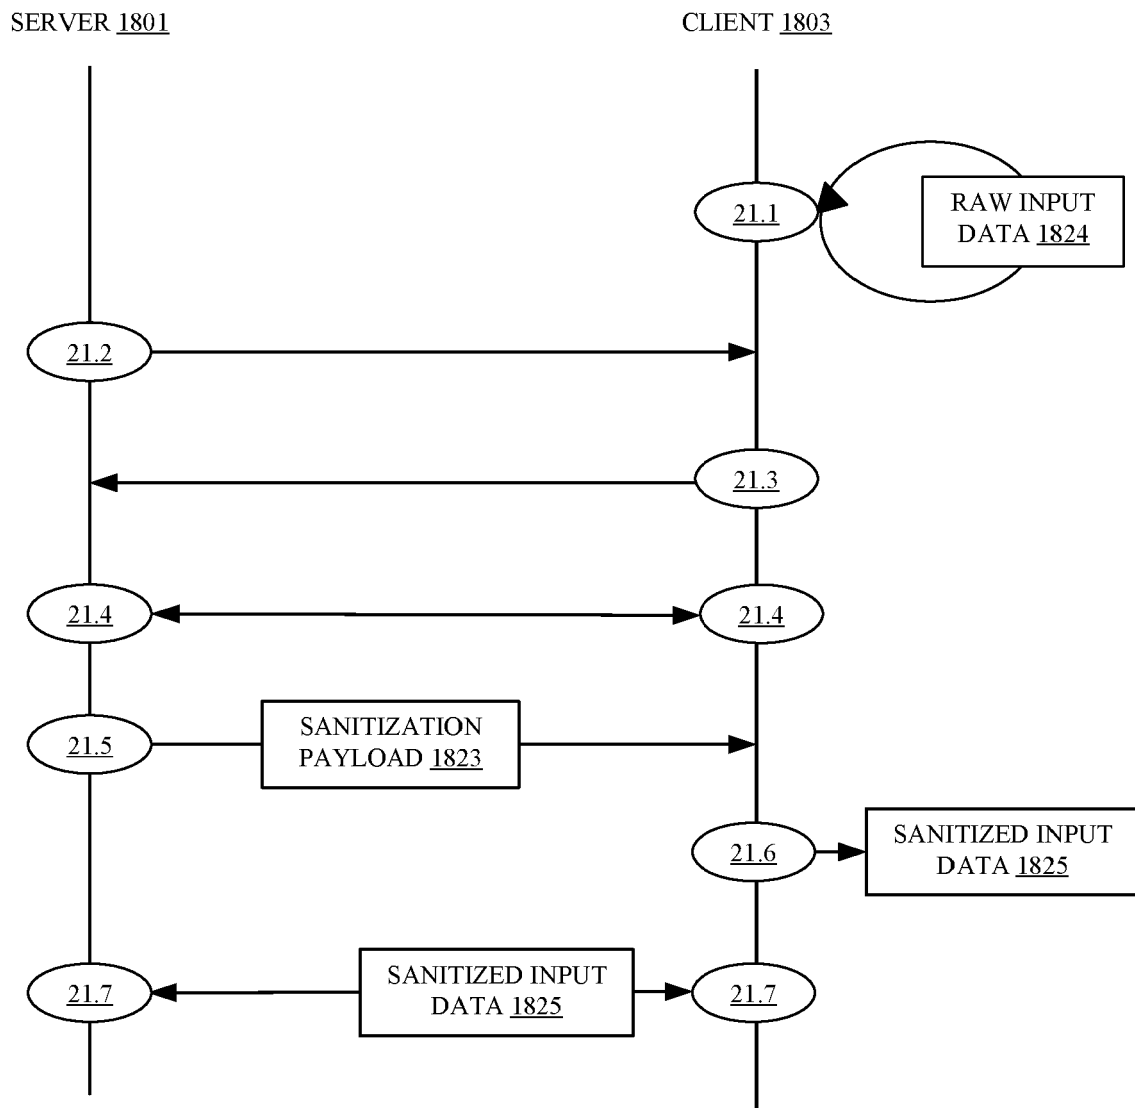 SERVER 1801
CLIENT 1803
21.1
RAW INPUT
DATA 1824
21.2
21.3
21.4
21.4
21.5
SANITIZATION
PAYLOAD 1823
21.6
SANITIZED INPUT
DATA 1825
21.7
SANITIZED INPUT
DATA 1825
21.7